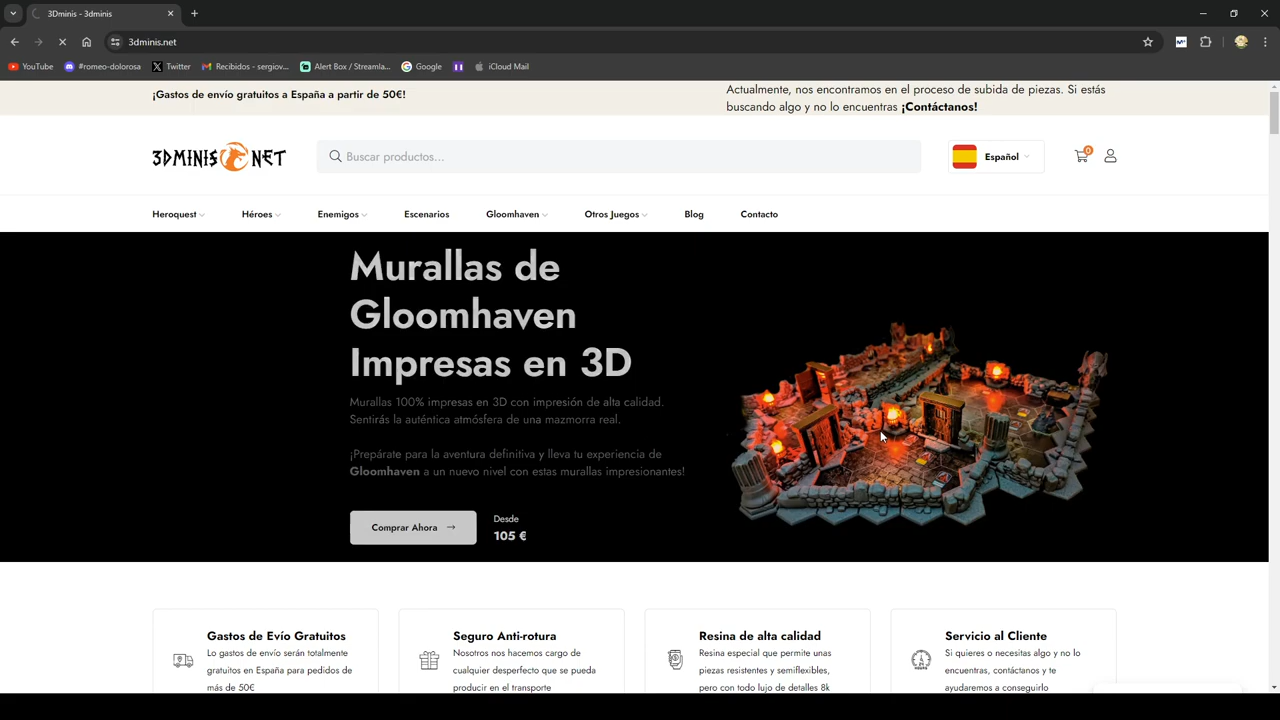 3Dminis - 3dminis
3dminis.net
YouTube
#romeo-dolorosa
Twitter
Recibidos - sergiov...
Alert Box / Streamla...
Google
iCloud Mail
¡Gastos de envío gratuitos a España a partir de 50€!
Actualmente, nos encontramos en el proceso de subida de piezas. Si estás
buscando algo y no lo encuentras ¡Contáctanos!
3DMINIS NET
Buscar productos...
Español
0
Heroquest
Héroes
Enemigos
Escenarios
Gloomhaven
Otros Juegos
Blog
Contacto
Murallas de
Gloomhaven
Impresas en 3D
Murallas 100% impresas en 3D con impresión de alta calidad.
Sentirás la auténtica atmósfera de una mazmorra real.
¡Prepárate para la aventura definitiva y lleva tu experiencia de
Gloomhaven a un nuevo nivel con estas murallas impresionantes!
Comprar Ahora
Desde
105 €
Gastos de Evío Gratuitos
Lo gastos de envío serán totalmente
gratuitos en España para pedidos de
más de 50€
Seguro Anti-rotura
Nosotros nos hacemos cargo de
cualquier desperfecto que se pueda
producir en el transporte
Resina de alta calidad
Resina especial que permite unas
piezas resistentes y semiflexibles,
pero con todo lujo de detalles 8k
Servicio al Cliente
Si quieres o necesitas algo y no lo
encuentras, contáctanos y te
ayudaremos a conseguirlo